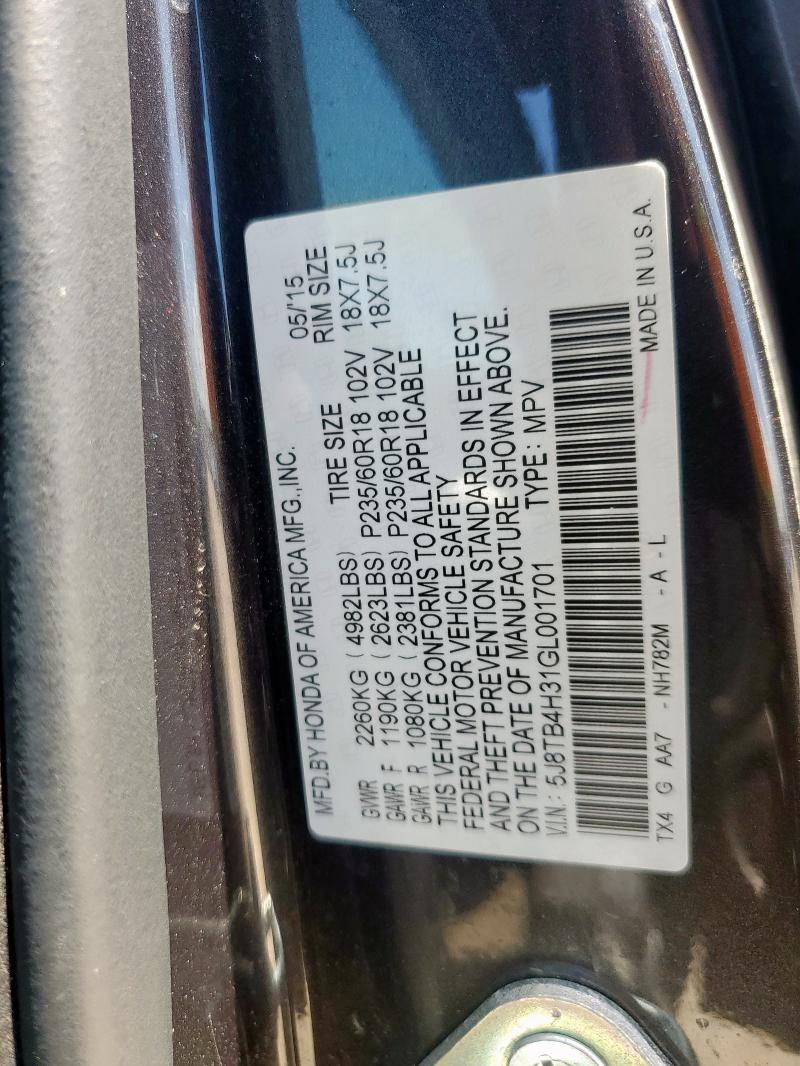 MFD.BY HONDA OF AMERICA MFG.,INC. 05/'15
TIRE SIZE RIM SIZE
GVWR 2260KG ( 4982LBS)
GAWR F 1190KG ( 2623LBS) P235/60R18 102V 18X7.5J
GAWR R 1080KG ( 2381LBS) P235/60R18 102V 18X7.5J
THIS VEHICLE CONFORMS TO ALL APPLICABLE
FEDERAL MOTOR VEHICLE SAFETY
AND THEFT PREVENTION STANDARDS IN EFFECT
ON THE DATE OF MANUFACTURE SHOWN ABOVE.
V.I.N.: 5J8TB4H31GL001701 TYPE: MPV
TX4 G AA7 - NH782M - A - L MADE IN U.S.A.